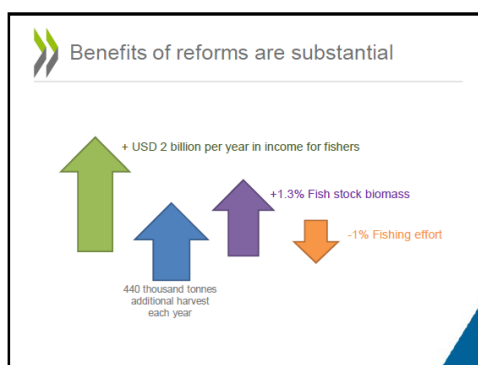 Benefits of reforms are substantial
+ USD 2 billion per year in income for fishers
+1.3% Fish stock biomass
-1% Fishing effort
440 thousand tonnes
additional harvest
each year